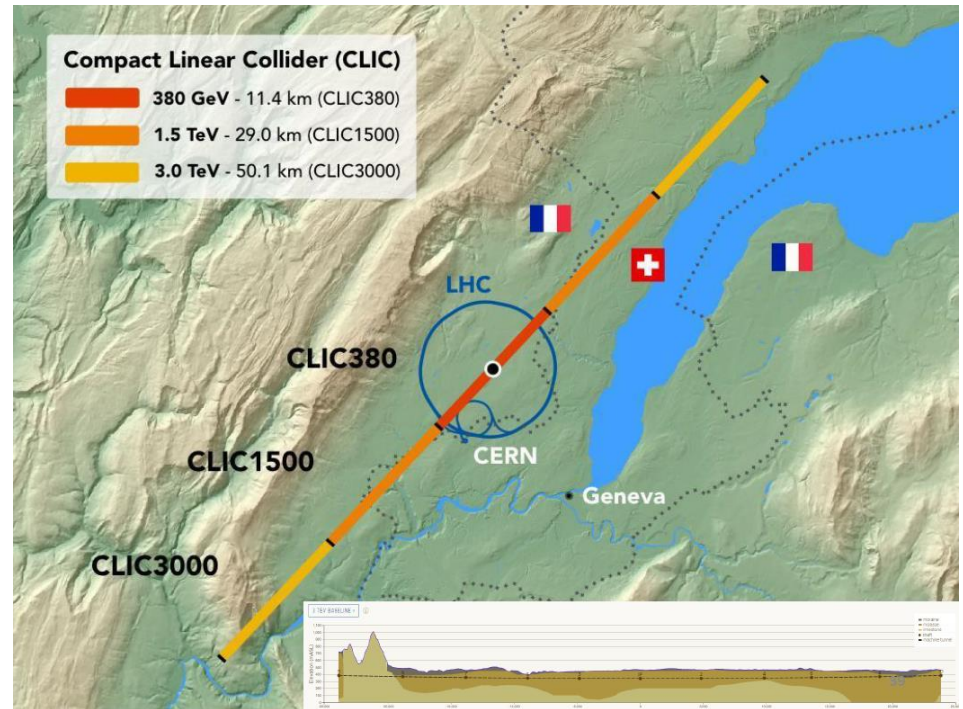 Compact Linear Collider (CLIC)
380 GeV - 11.4 km (CLIC380)
1.5 TeV - 29.0 km (CLIC1500)
3.0 TeV - 50.1 km (CLIC3000)
LHC
CLIC380
CERN
CLIC1500
Geneva
CLIC3000
3 TEV BASELINE